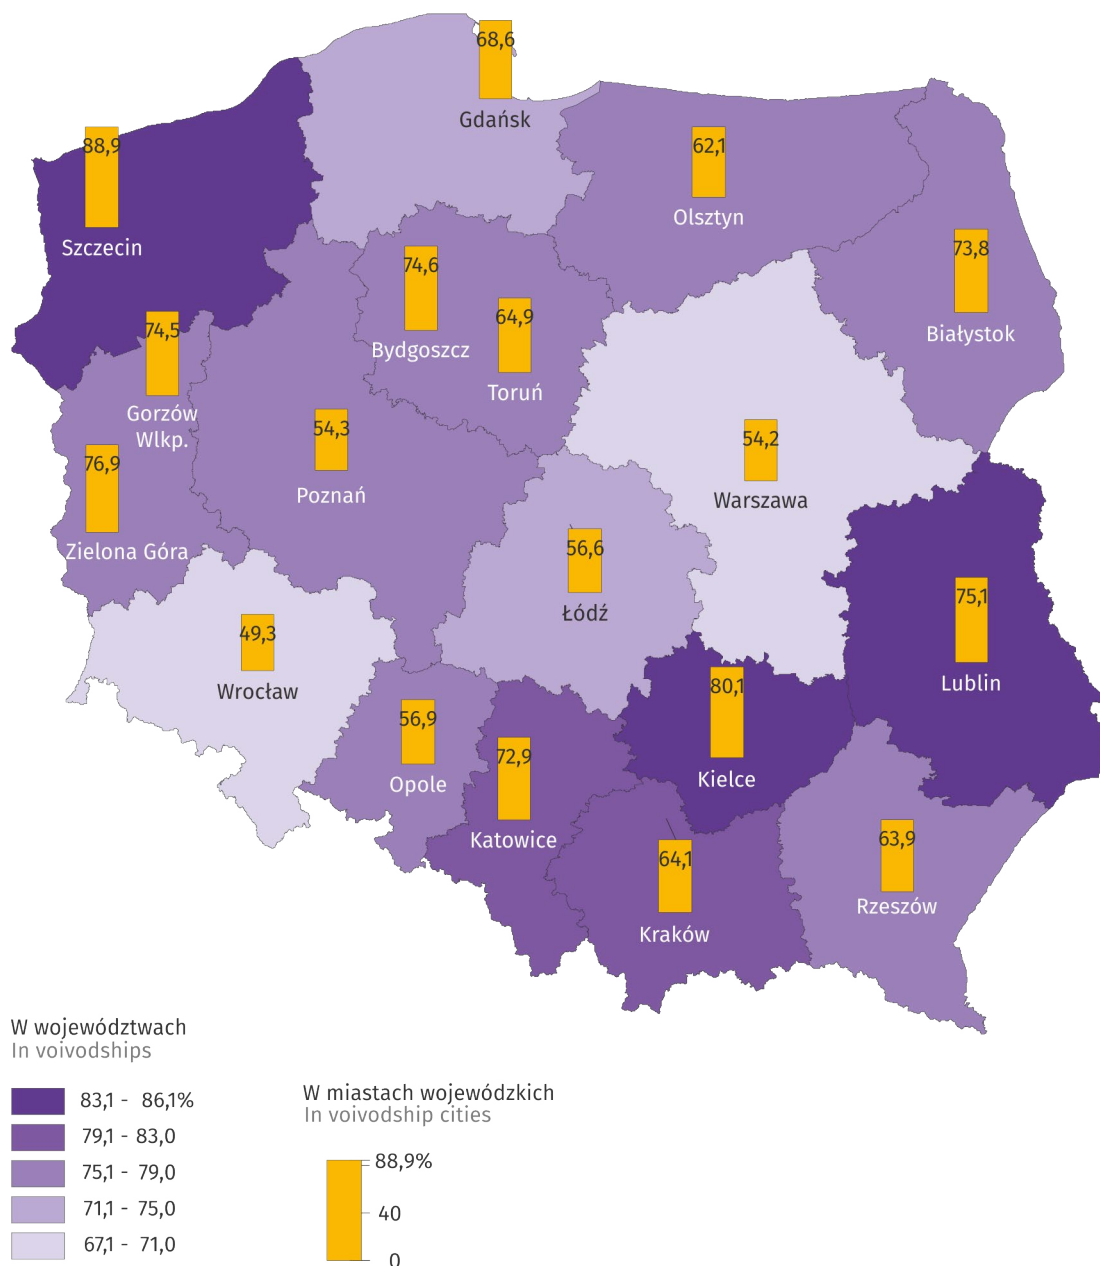 68,6
Gdańsk
88,9
Szczecin
62,1
Olsztyn
73,8
Białystok
74,6
Bydgoszcz
64,9
Toruń
74,5
Gorzów
Wlkp.
54,3
Poznań
76,9
Zielona Góra
54,2
Warszawa
56,6
Łódź
75,1
Lublin
49,3
Wrocław
80,1
Kielce
56,9
Opole
72,9
Katowice
64,1
Kraków
63,9
Rzeszów
W województwach
In voivodships
83,1 - 86,1%
79,1 - 83,0
75,1 - 79,0
71,1 - 75,0
67,1 - 71,0
W miastach wojewódzkich
In voivodship cities
88,9%
40
0